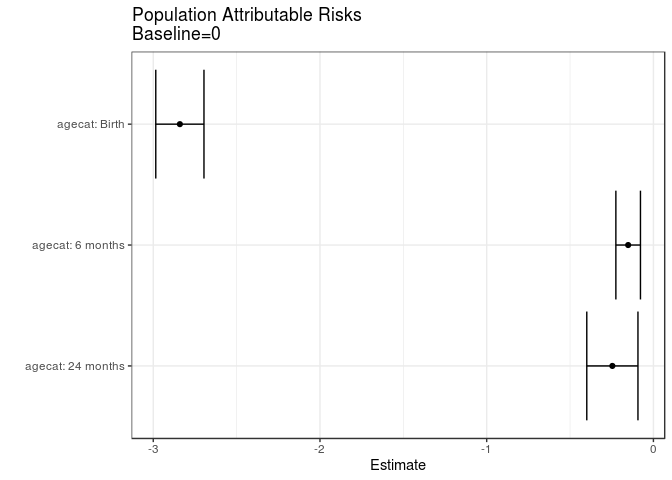 Population Attributable Risks
Baseline=0
agecat: Birth
agecat: 6 months
agecat: 24 months
-3 -2 -1 0
Estimate